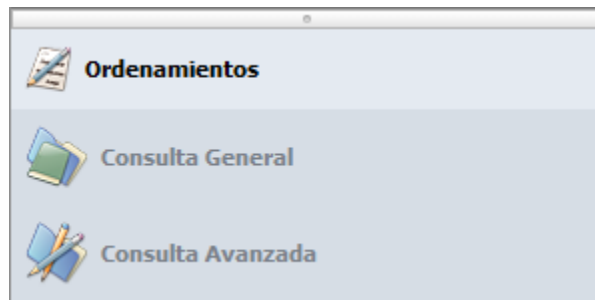 Ordenamientos
Consulta General
Consulta Avanzada